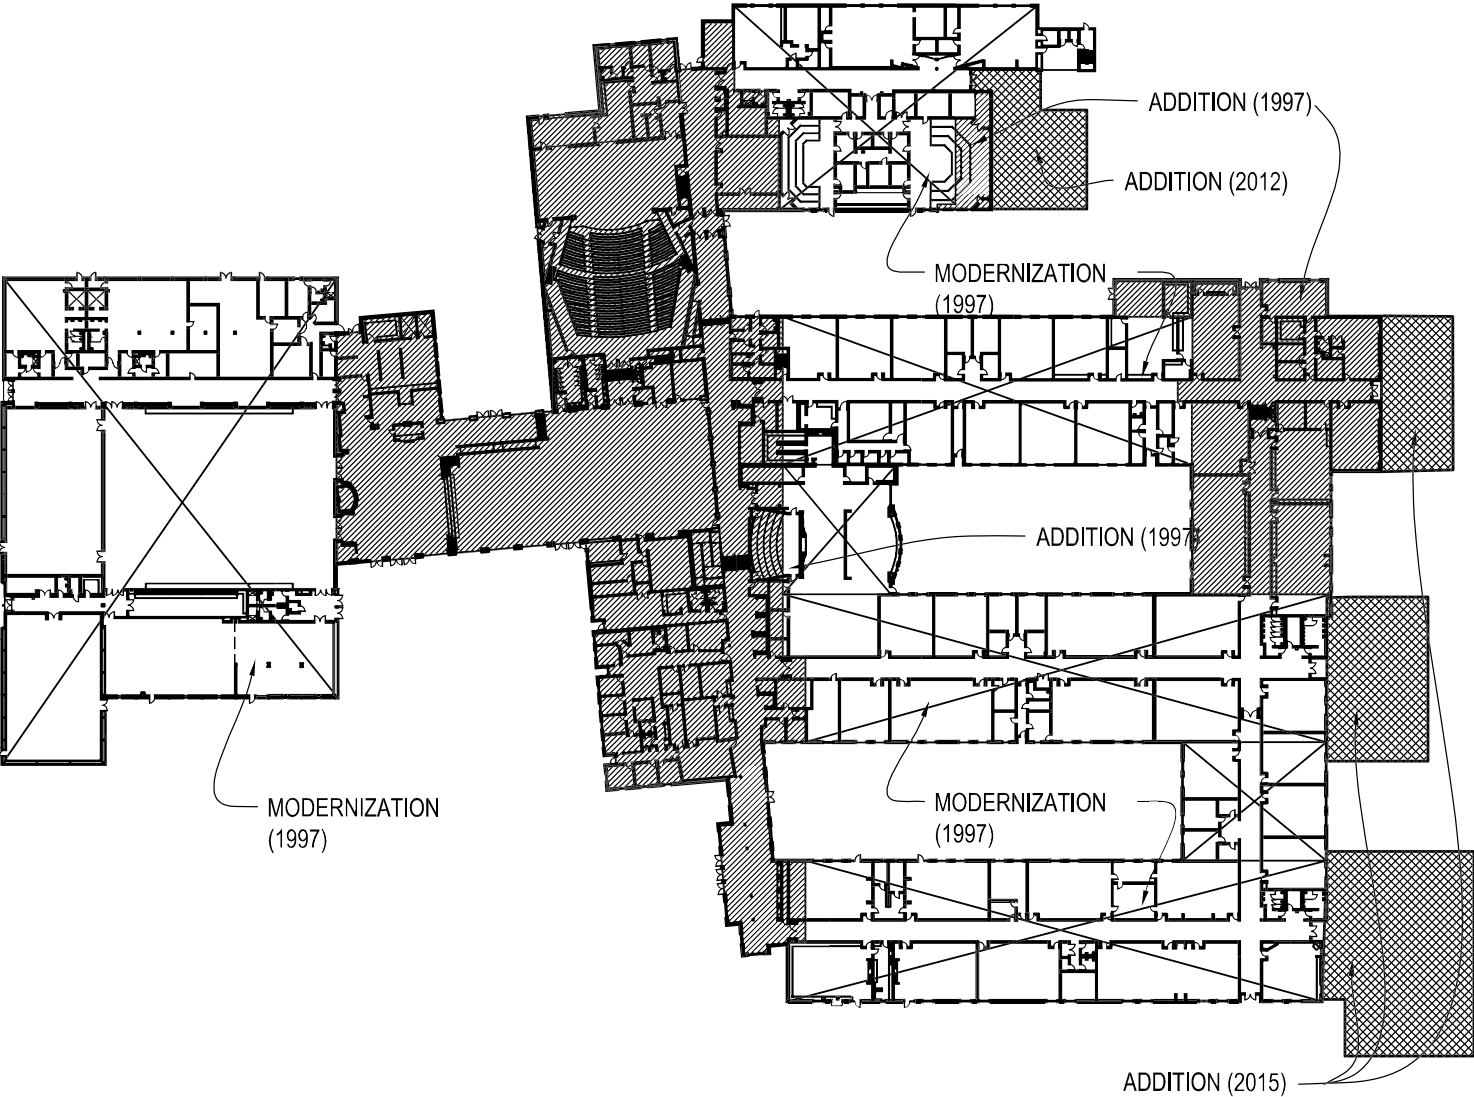 ADDITION (1997)
ADDITION (2012)
MODERNIZATION
(1997)
ADDITION (1997)
MODERNIZATION
(1997)
MODERNIZATION
(1997)
ADDITION (2015)